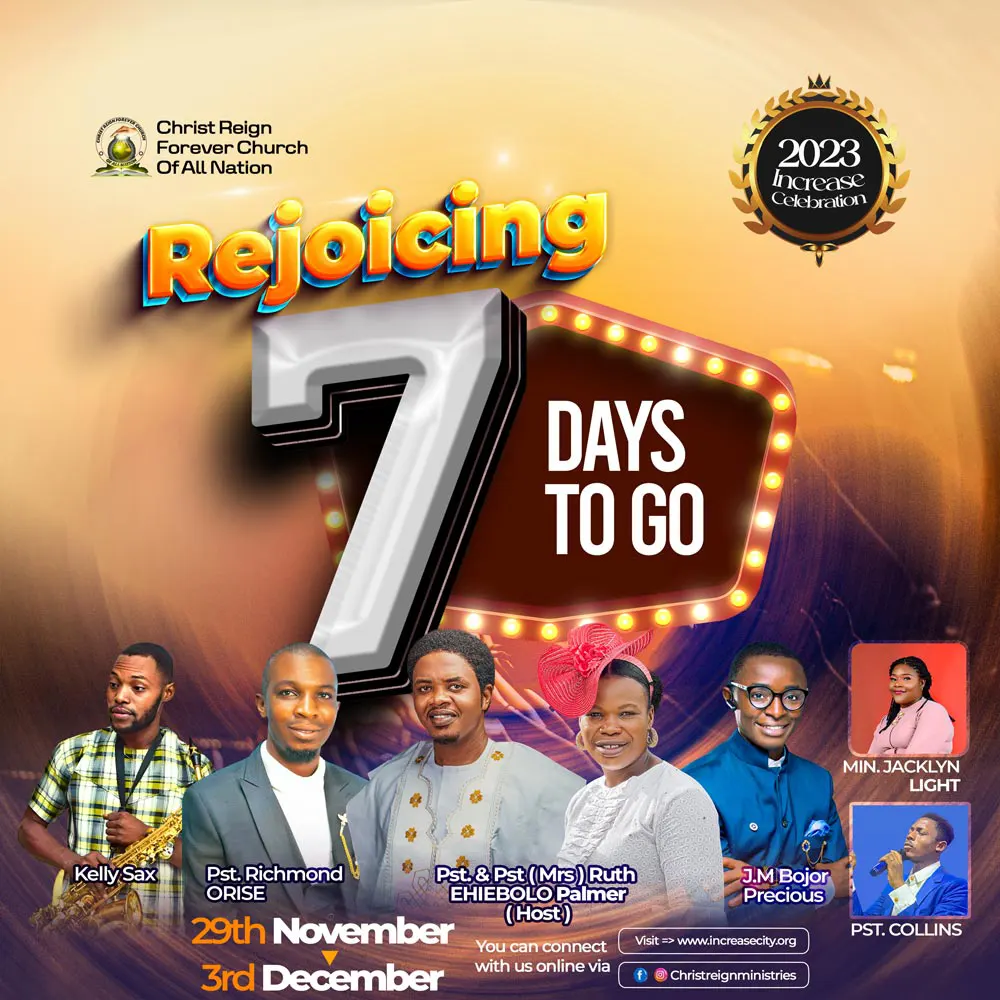 Christ Reign
Forever Church
Of All Nation
2023
Increase
Celebration
Rejoicing
7
DAYS
TO GO
MIN. JACKLYN
LIGHT
Kelly Sax
Pst. Richmond
ORISE
Pst. & Pst ( Mrs ) Ruth
EHIEBOLO Palmer
( Host )
J.M Bojor
Precious
PST. COLLINS
29th November
3rd December
You can connect
with us online via
Visit => www.increasecity.org
Christreignministries